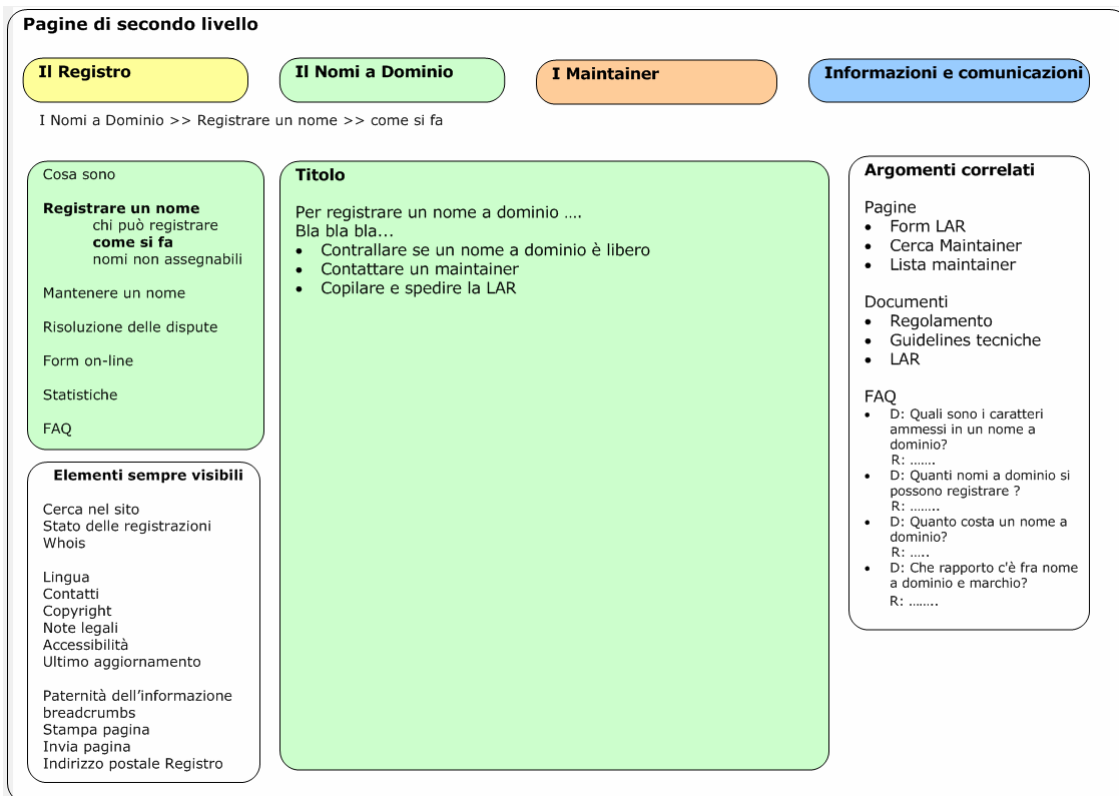 Pagine di secondo livello
Il Registro
Il Nomi a Dominio
I Maintainer
Informazioni e comunicazioni
I Nomi a Dominio >> Registrare un nome >> come si fa
Cosa sono
Registrare un nome
chi può registrare
come si fa
nomi non assegnabili
Mantenere un nome
Risoluzione delle dispute
Form on-line
Statistiche
FAQ
Elementi sempre visibili
Cerca nel sito
Stato delle registrazioni
Whois
Lingua
Contatti
Copyright
Note legali
Accessibilità
Ultimo aggiornamento
Paternità dell'informazione
breadcrumbs
Stampa pagina
Invia pagina
Indirizzo postale Registro
Titolo
Per registrare un nome a dominio ....
Bla bla bla...
• Contrallare se un nome a dominio è libero
• Contattare un maintainer
• Copilare e spedire la LAR
Argomenti correlati
Pagine
• Form LAR
• Cerca Maintainer
• Lista maintainer
Documenti
• Regolamento
• Guidelines tecniche
• LAR
FAQ
• D: Quali sono i caratteri
ammessi in un nome a
dominio?
R: .......
• D: Quanti nomi a dominio si
possono registrare ?
R: ........
• D: Quanto costa un nome a
dominio?
R: .....
• D: Che rapporto c'è fra nome
a dominio e marchio?
R: ........